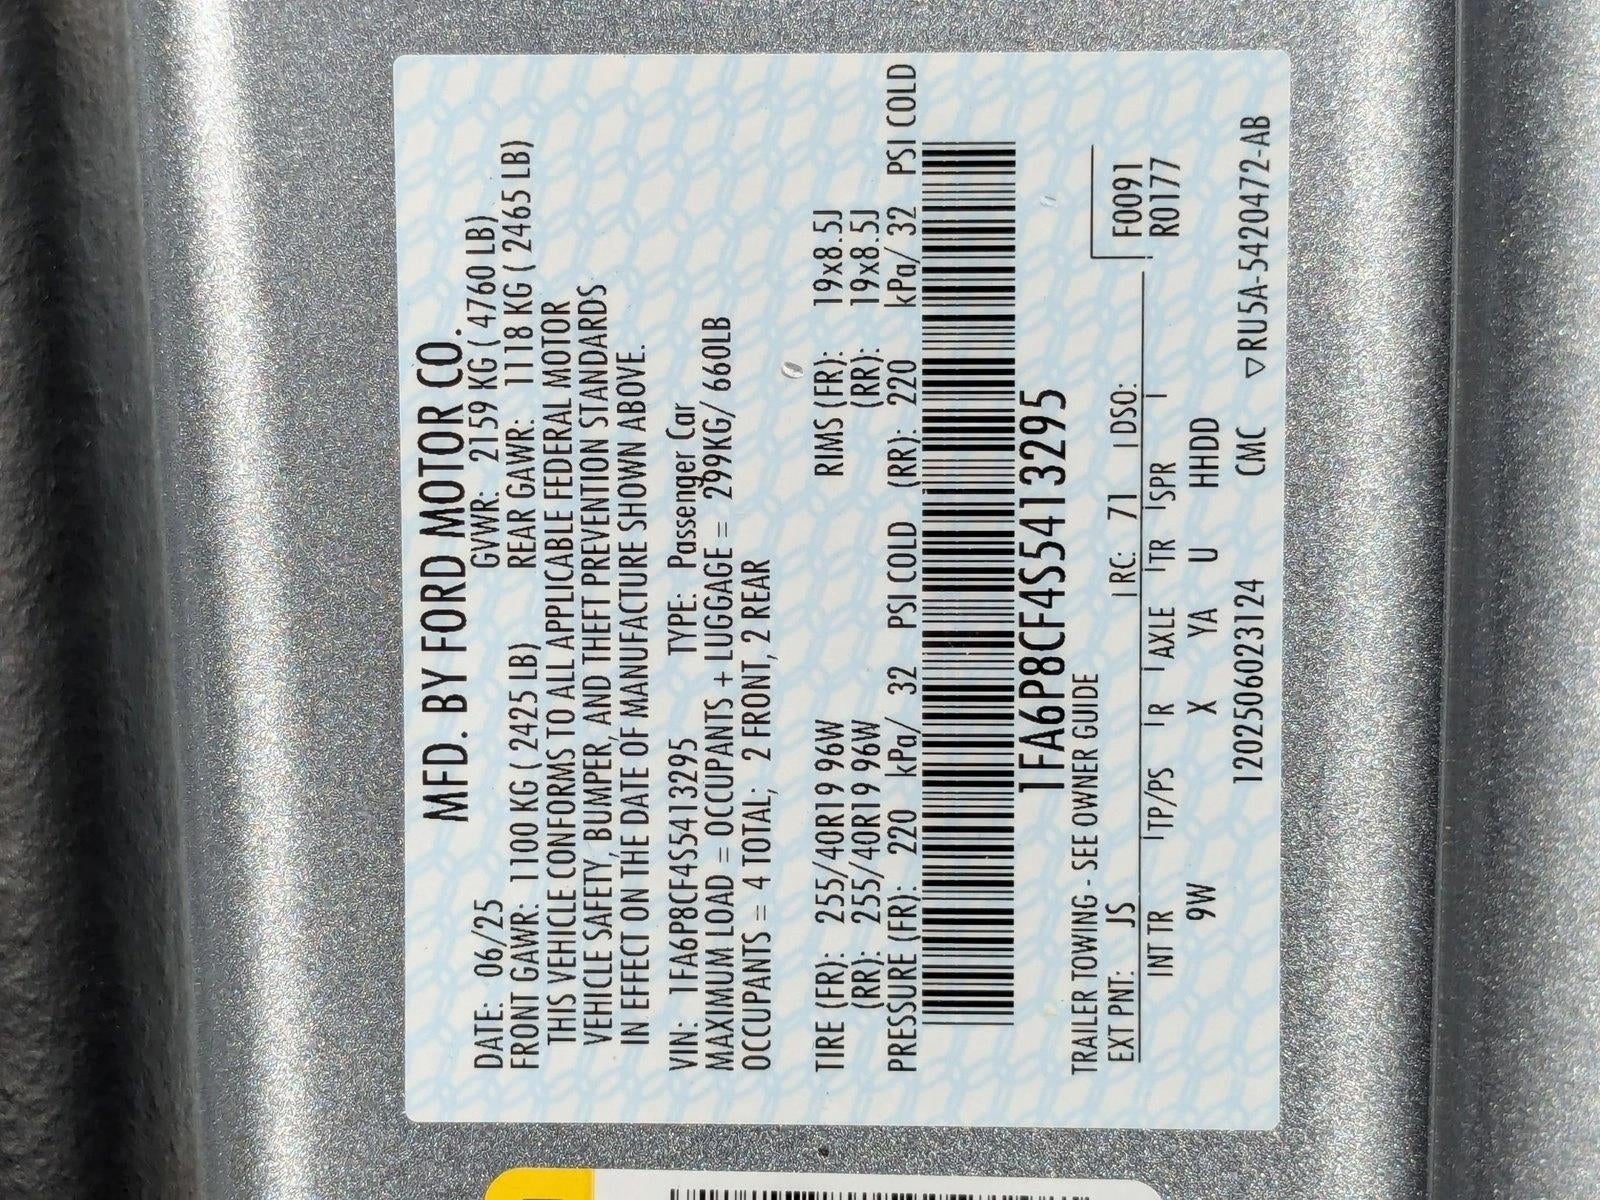 MFD. BY FORD MOTOR CO.
DATE: 06/25 GVWR: 2159 KG ( 4760 LB)
FRONT GAWR: 1100 KG ( 2425 LB) REAR GAWR: 1118 KG ( 2465 LB)
THIS VEHICLE CONFORMS TO ALL APPLICABLE FEDERAL MOTOR
VEHICLE SAFETY, BUMPER, AND THEFT PREVENTION STANDARDS
IN EFFECT ON THE DATE OF MANUFACTURE SHOWN ABOVE.
VIN: 1FA6P8CF4S5413295 TYPE: Passenger Car
MAXIMUM LOAD = OCCUPANTS + LUGGAGE = 299KG/ 660LB
OCCUPANTS = 4 TOTAL; 2 FRONT, 2 REAR
TIRE (FR): 255/40R19 96W RIMS (FR): 19x8.5J
(RR): 255/40R19 96W (RR): 19x8.5J
PRESSURE (FR): 220 kPa/ 32 PSI COLD (RR): 220 kPa/ 32 PSI COLD
1FA6P8CF4S5413295
TRAILER TOWING - SEE OWNER GUIDE
EXT PNT: JS RC: 71 DSO: F0091
INT TR TP/PS R AXLE TR SPR R0177
9W X YA U HHDD
1202506023124 CMC ▽RU5A-5420472-AB